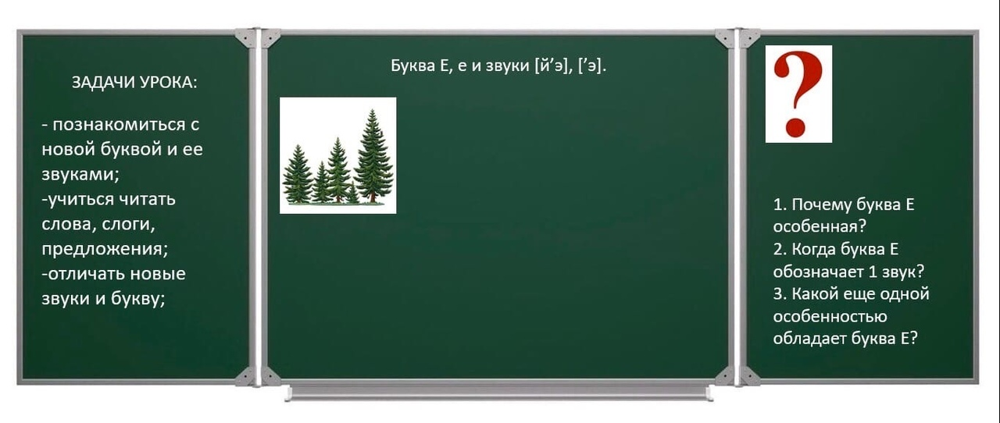 ЗАДАЧИ УРОКА:
- познакомиться с
новой буквой и ее
звуками;
-учиться читать
слова, слоги,
предложения;
-отличать новые
звуки и букву;
Буква Е, е и звуки [й’э], [’э].
?
1. Почему буква Е
особенная?
2. Когда буква Е
обозначает 1 звук?
3. Какой еще одной
особенностью
обладает буква Е?